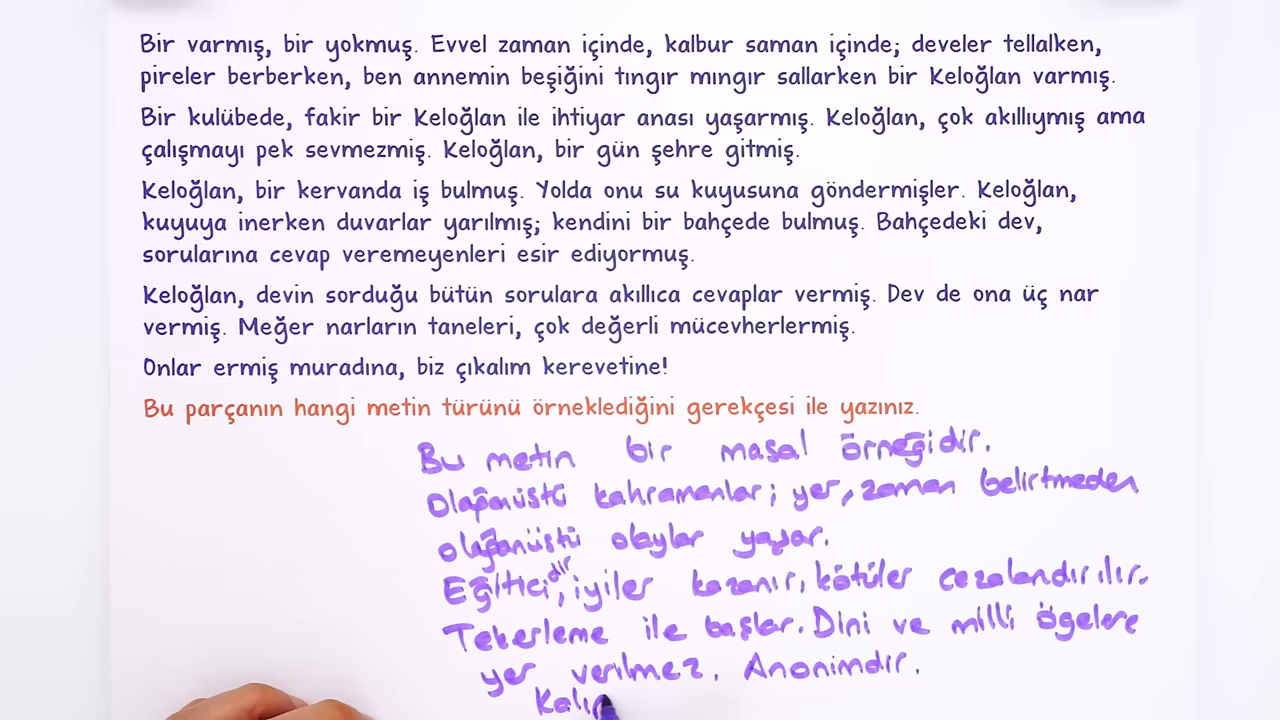 Bir varmış, bir yokmuş. Evvel zaman içinde, kalbur saman içinde; develer tellalken,
pireler berberken, ben annemin beşiğini tıngır mıngır sallarken bir Keloğlan varmış.
Bir kulübede, fakir bir Keloğlan ile ihtiyar anası yaşarmış. Keloğlan, çok akıllıymış ama
çalışmayı pek sevmezmiş. Keloğlan, bir gün şehre gitmiş.
Keloğlan, bir kervanda iş bulmuş. Yolda onu su kuyusuna göndermişler. Keloğlan,
kuyuya inerken duvarlar yarılmış; kendini bir bahçede bulmuş. Bahçedeki dev,
sorularına cevap veremeyenleri esir ediyormuş.
Keloğlan, devin sorduğu bütün sorulara akıllıca cevaplar vermiş. Dev de ona üç nar
vermiş. Meğer narların taneleri, çok değerli mücevherlermiş.
Onlar ermiş muradına, biz çıkalım kerevetine!
Bu parçanın hangi metin türünü örneklediğini gerekçesi ile yazınız.
Bu metin bir masal örneğidir.
Olağanüstü kahramanlar; yer, zaman belirtmeden
olağanüstü olaylar yaşar.
Eğiticidir, iyiler kazanır, kötüler cezalandırılır.
Tekerleme ile başlar. Dini ve milli ögelere
yer verilmez. Anonimdir.
Kalı